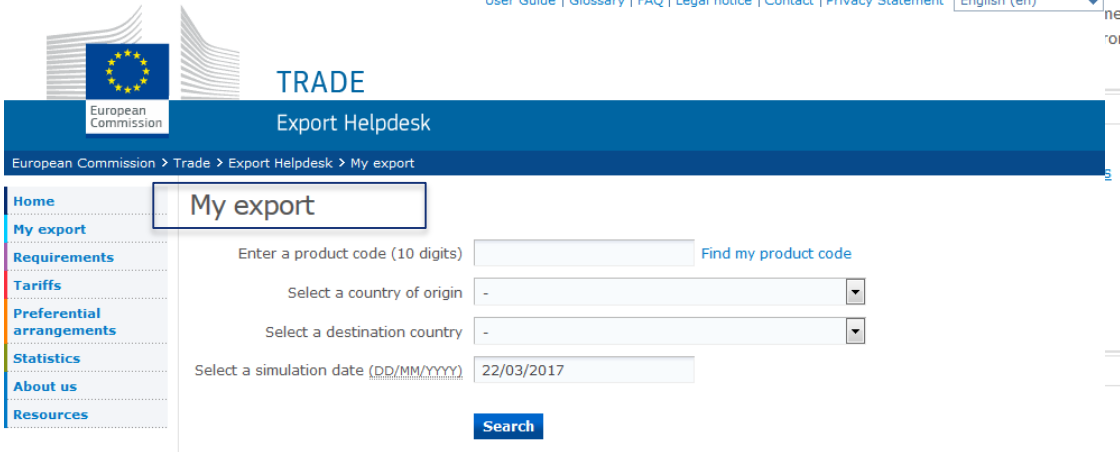 User Guide | Glossary | FAQ | Legal notice | Contact | Privacy Statement English (en)
European
Commission
TRADE
Export Helpdesk
European Commission > Trade > Export Helpdesk > My export
Home
My export
Requirements
Tariffs
Preferential
arrangements
Statistics
About us
Resources
My export
Enter a product code (10 digits) Find my product code
Select a country of origin -
Select a destination country -
Select a simulation date (DD/MM/YYYY) 22/03/2017
Search